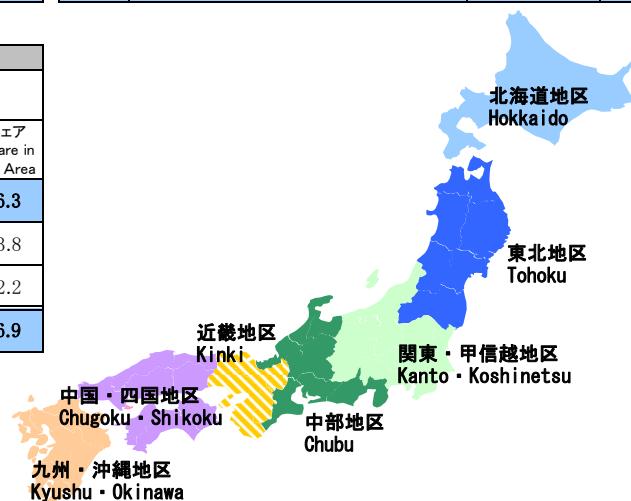 ェア
are in
Area
6.3
3.8
2.2
6.9
北海道地区
Hokkaido
東北地区
Tohoku
近畿地区
Kinki
関東・甲信越地区
Kanto・Koshinetsu
中国・四国地区
Chugoku・Shikoku
中部地区
Chubu
九州・沖縄地区
Kyushu・Okinawa